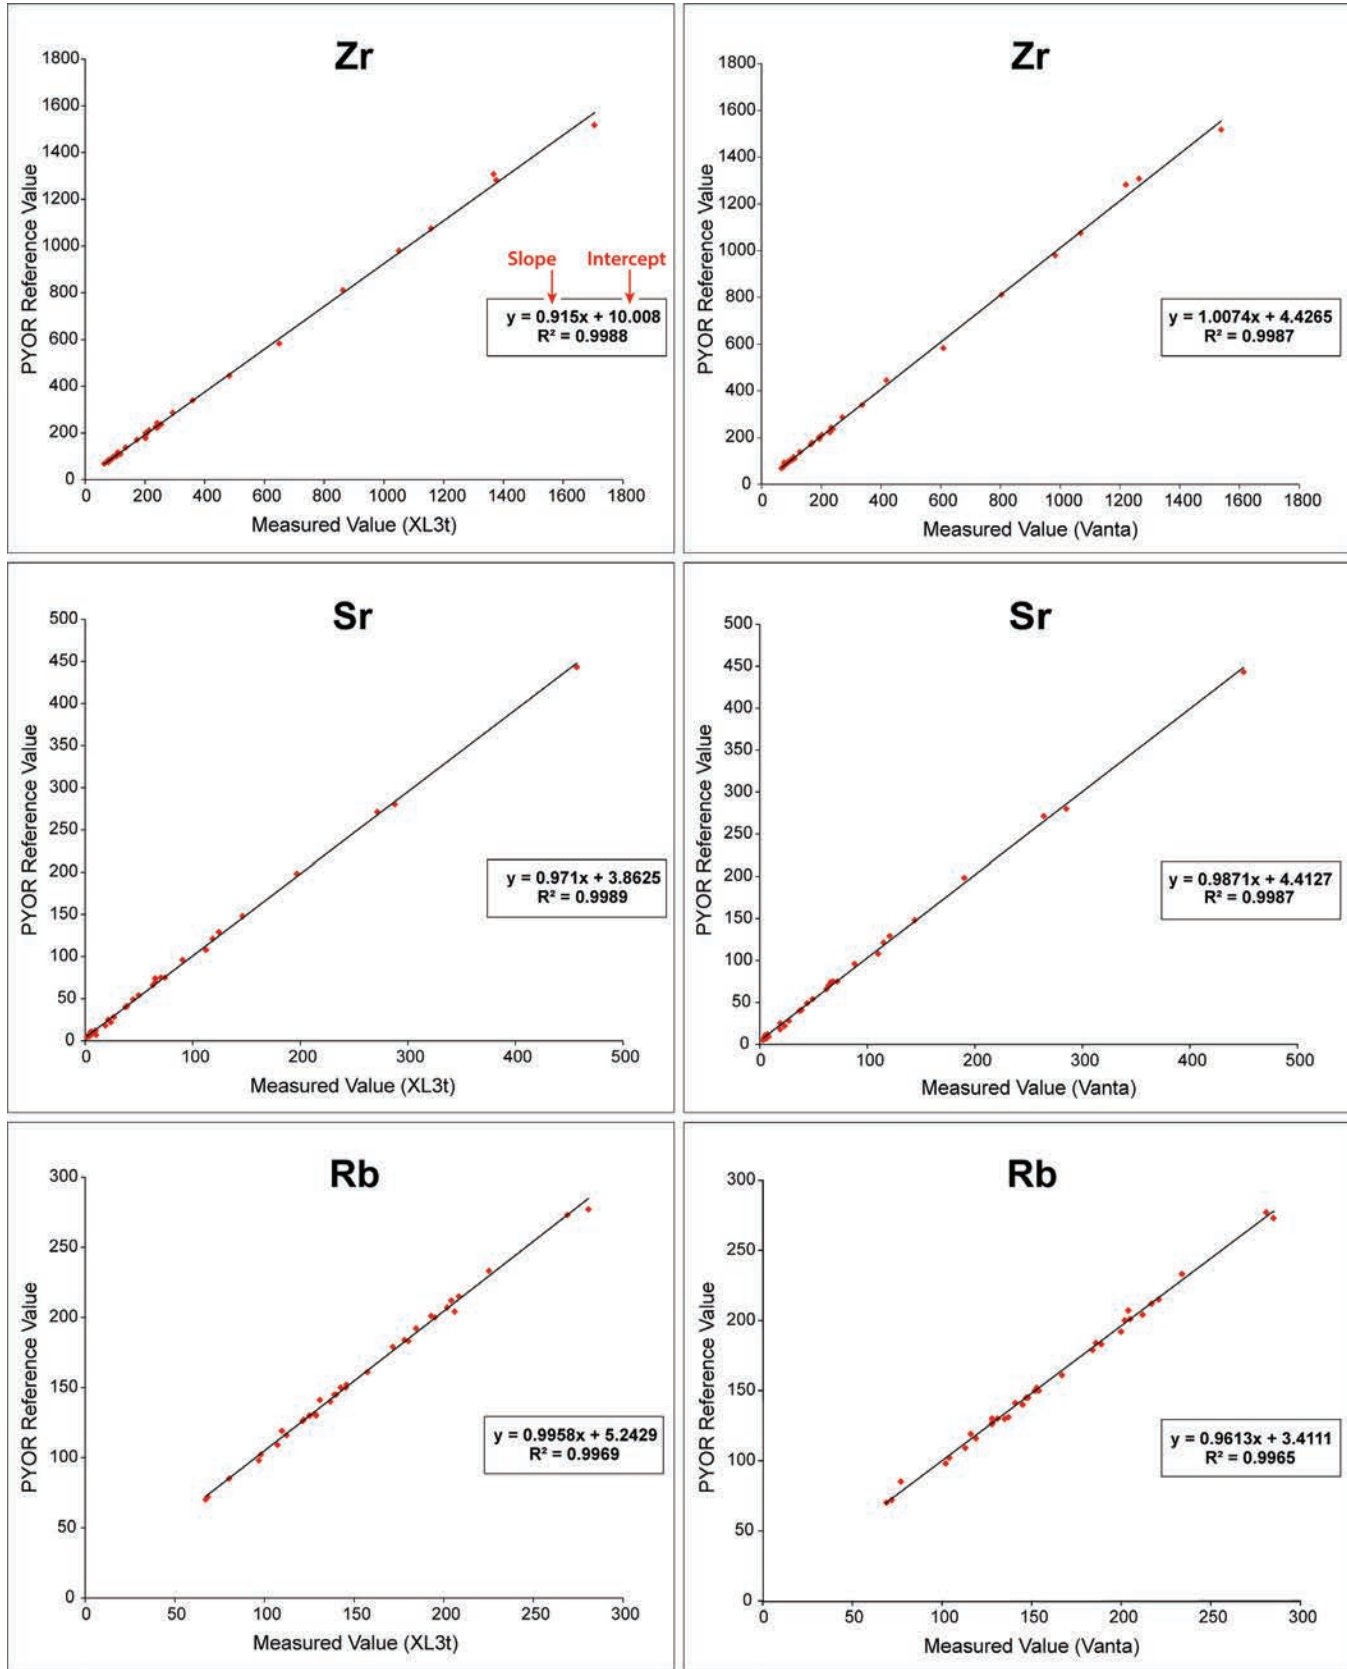 Zr
PYOR Reference Value
1800
1600
1400
1200
1000
800
600
400
200
0
Slope Intercept
y = 0.915x + 10.008
R² = 0.9988
0 200 400 600 800 1000 1200 1400 1600 1800
Measured Value (XL3t)
Zr
PYOR Reference Value
1800
1600
1400
1200
1000
800
600
400
200
0
y = 1.0074x + 4.4265
R² = 0.9987
0 200 400 600 800 1000 1200 1400 1600 1800
Measured Value (Vanta)
Sr
PYOR Reference Value
500
450
400
350
300
250
200
150
100
50
0
y = 0.971x + 3.8625
R² = 0.9989
0 100 200 300 400 500
Measured Value (XL3t)
Sr
PYOR Reference Value
500
450
400
350
300
250
200
150
100
50
0
y = 0.9871x + 4.4127
R² = 0.9987
0 100 200 300 400 500
Measured Value (Vanta)
Rb
PYOR Reference Value
300
250
200
150
100
50
0
y = 0.9958x + 5.2429
R² = 0.9969
0 50 100 150 200 250 300
Measured Value (XL3t)
Rb
PYOR Reference Value
300
250
200
150
100
50
0
y = 0.9613x + 3.4111
R² = 0.9965
0 50 100 150 200 250 300
Measured Value (Vanta)